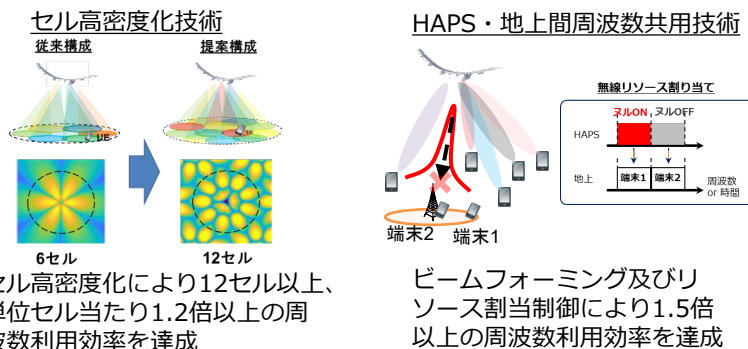 セル高密度化技術
従来構成
提案構成
UE
6セル
12セル
セル高密度化により12セル以上、
単位セル当たり1.2倍以上の周
波数利用効率を達成
HAPS・地上間周波数共用技術
無線リソース割り当て
ヌルON ヌルOFF
HAPS
地上
端末1 端末2
周波数
or 時間
端末2 端末1
ビームフォーミング及びリ
ソース割当制御により1.5倍
以上の周波数利用効率を達成